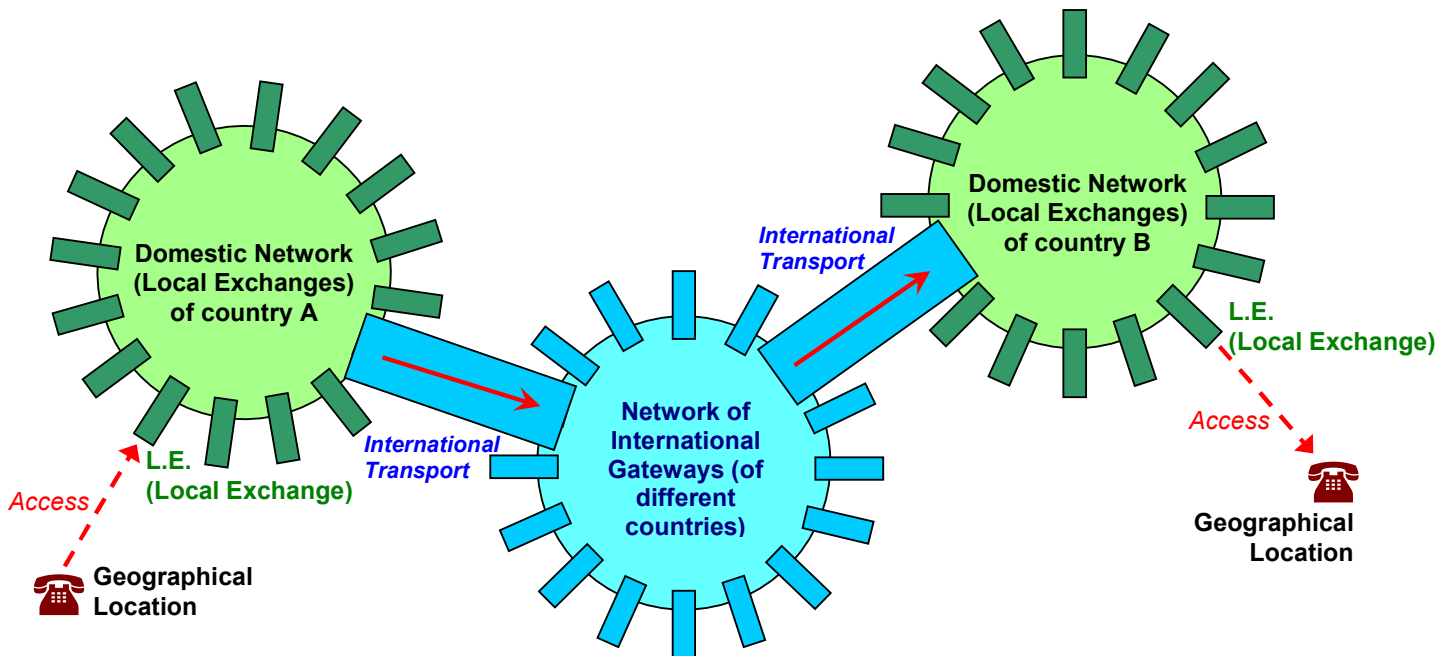 Domestic Network
(Local Exchanges)
of country A
Domestic Network
(Local Exchanges)
of country B
International
Transport
International
Transport
Network of
International
Gateways (of
different
countries)
L.E.
(Local Exchange)
Access
Geographical
Location
L.E.
(Local Exchange)
Access
Geographical
Location